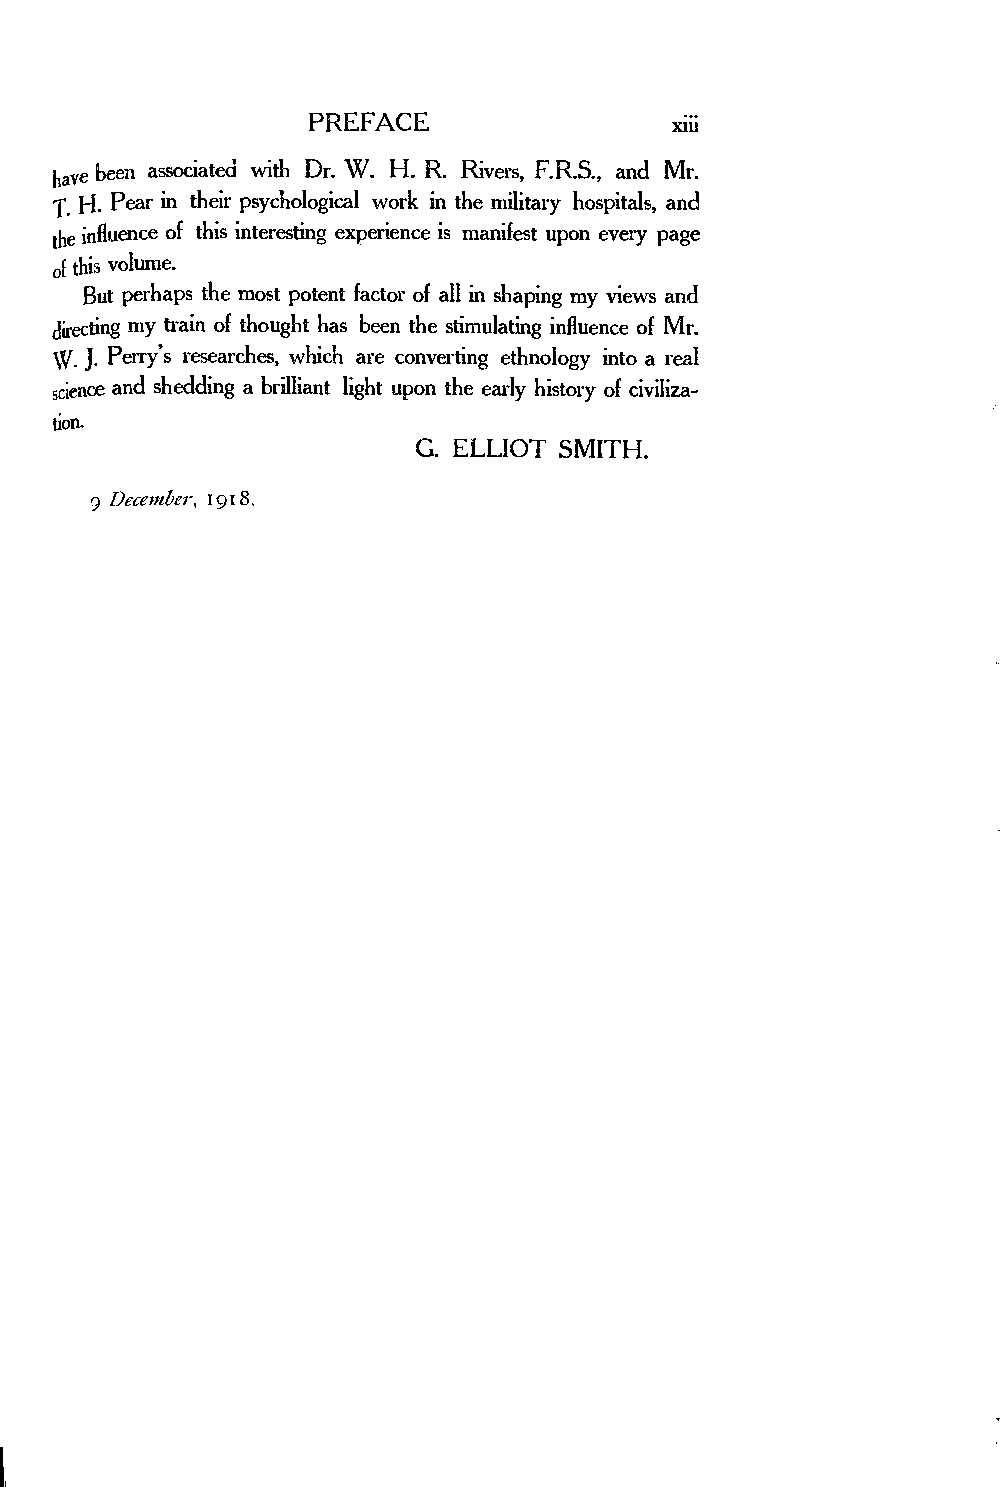 PREFACE xiii
have been associated with Dr. W. H. R. Rivers, F.R.S., and Mr.
T. H. Pear in their psychological work in the military hospitals, and
the influence of this interesting experience is manifest upon every page
of this volume.
But perhaps the most potent factor of all in shaping my views and
directing my train of thought has been the stimulating influence of Mr.
W. J. Perry's researches, which are converting ethnology into a real
science and shedding a brilliant light upon the early history of civiliza-
tion.
G. ELLIOT SMITH.
9 December, 1918.